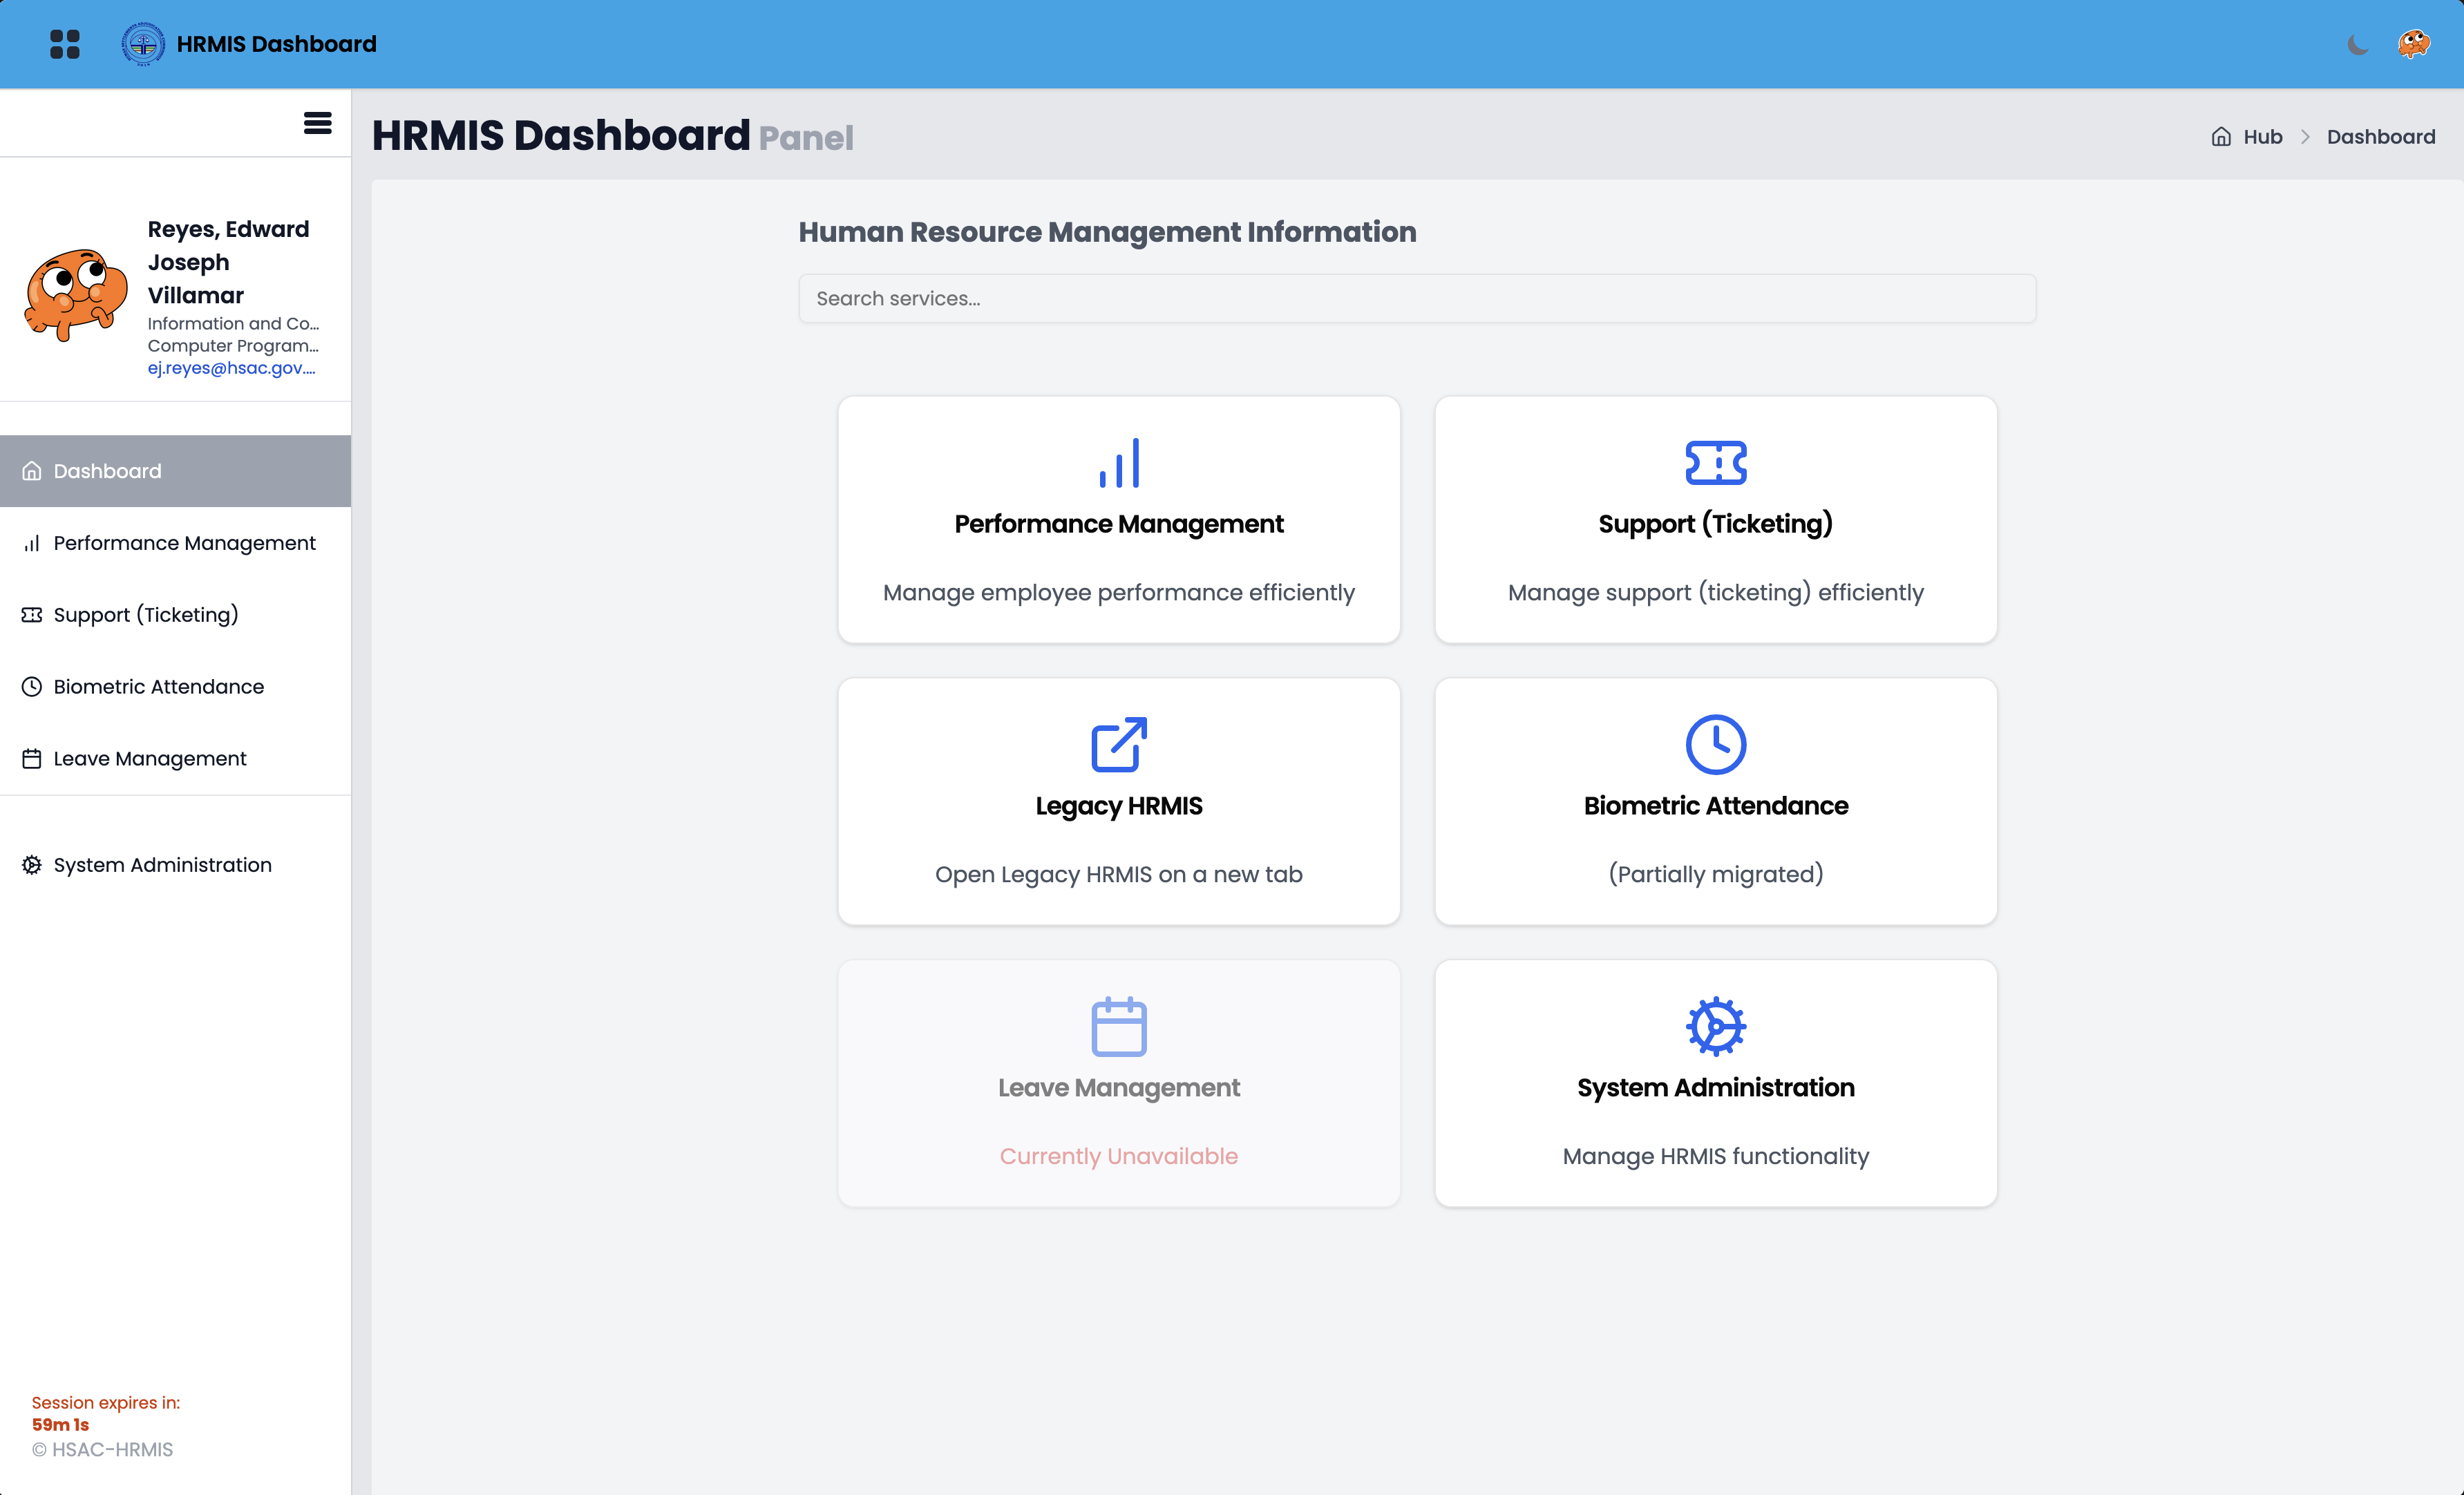 HRMIS Dashboard
HRMIS Dashboard Panel
Hub
Dashboard
Reyes, Edward
Joseph
Villamar
Information and Co...
Computer Program...
ej.reyes@hsac.gov....
Dashboard
Performance Management
Support (Ticketing)
Biometric Attendance
Leave Management
System Administration
Session expires in:
59m 1s
© HSAC-HRMIS
Human Resource Management Information
Search services...
Performance Management
Manage employee performance efficiently
Support (Ticketing)
Manage support (ticketing) efficiently
Legacy HRMIS
Open Legacy HRMIS on a new tab
Biometric Attendance
(Partially migrated)
Leave Management
Currently Unavailable
System Administration
Manage HRMIS functionality